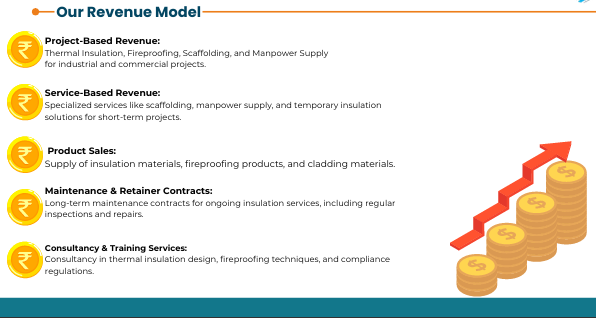 Our Revenue Model
Project-Based Revenue:
Thermal Insulation, Fireproofing, Scaffolding, and Manpower Supply
for industrial and commercial projects.
Service-Based Revenue:
Specialized services like scaffolding, manpower supply, and temporary insulation
solutions for short-term projects.
Product Sales:
Supply of insulation materials, fireproofing products, and cladding materials.
Maintenance & Retainer Contracts:
Long-term maintenance contracts for ongoing insulation services, including regular
inspections and repairs.
Consultancy & Training Services:
Consultancy in thermal insulation design, fireproofing techniques, and compliance
regulations.